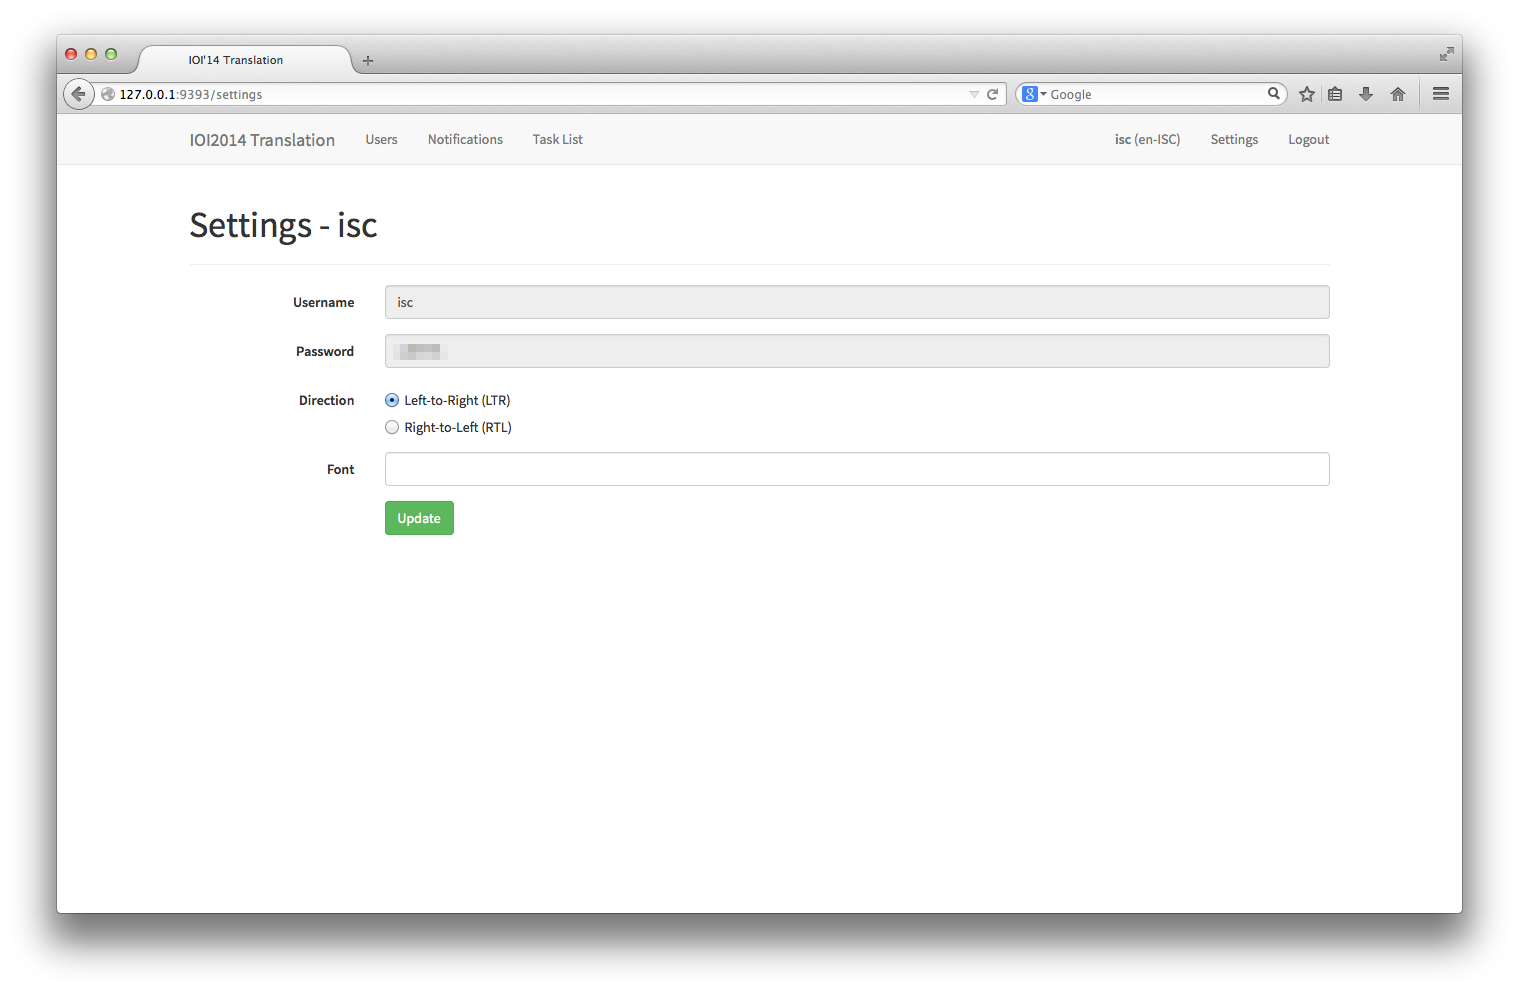 IOI'14 Translation
127.0.0.1:9393/settings
Google
IOI2014 Translation Users Notifications Task List isc (en-ISC) Settings Logout
Settings - isc
Username isc
Password
Direction Left-to-Right (LTR)
Right-to-Left (RTL)
Font
Update